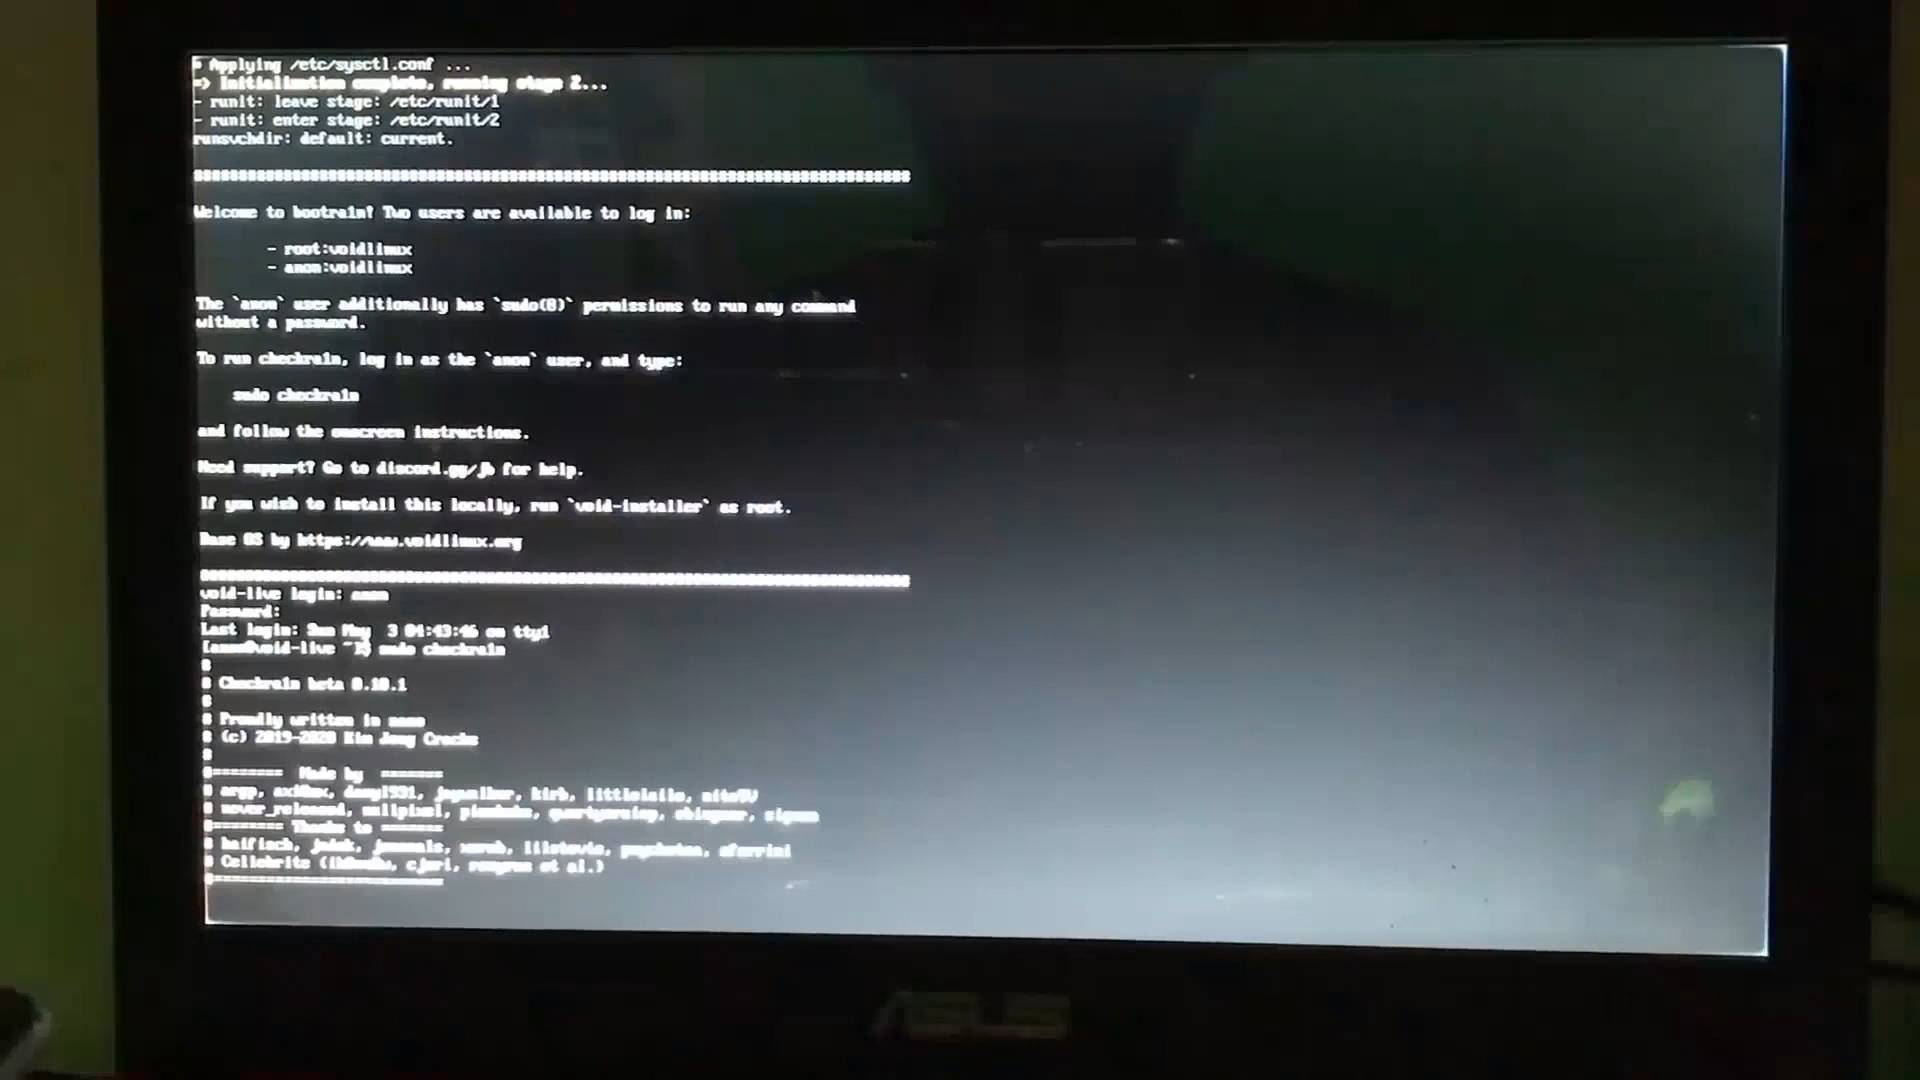 * Applying /etc/sysctl.conf ...
=> Initialization complete, running stage 2...
- runit: leave stage: /etc/runit/1
- runit: enter stage: /etc/runit/2
runsvchdir: default: current.
Welcome to bootra1n! Two users are available to log in:
- root:voidlinux
- anon:voidlinux
The `anon` user additionally has `sudo(8)` permissions to run any command
without a password.
To run checkra1n, log in as the `anon` user, and type:
sudo checkra1n
and follow the onscreen instructions.
Need support? Go to discord.gg/jb for help.
If you wish to install this locally, run `void-installer` as root.
Base OS by https://www.voidlinux.org
void-live login: anon
Password:
Last login: Sun May  3 04:43:46 on tty1
[anon@void-live ~]$ sudo checkra1n
#
# Checkra1n beta 0.10.1
#
# Proudly written in nano
# (c) 2019-2020 Kim Jong Cracks
#
#======== Made by =======
# argp, axi0mx, danyl931, jaywalker, kirb, littlelailo, nitoTV
# never_released, nullpixel, pimskeks, qwertyoruiop, sbingner, siguza
#======== Thanks to =======
# haifisch, jndok, jonseals, xerub, lilstevie, psychotea, sferrini
# Cellebrite (ih8sn0w, cjori, ronyrus et al.)
#==========================
ASUS